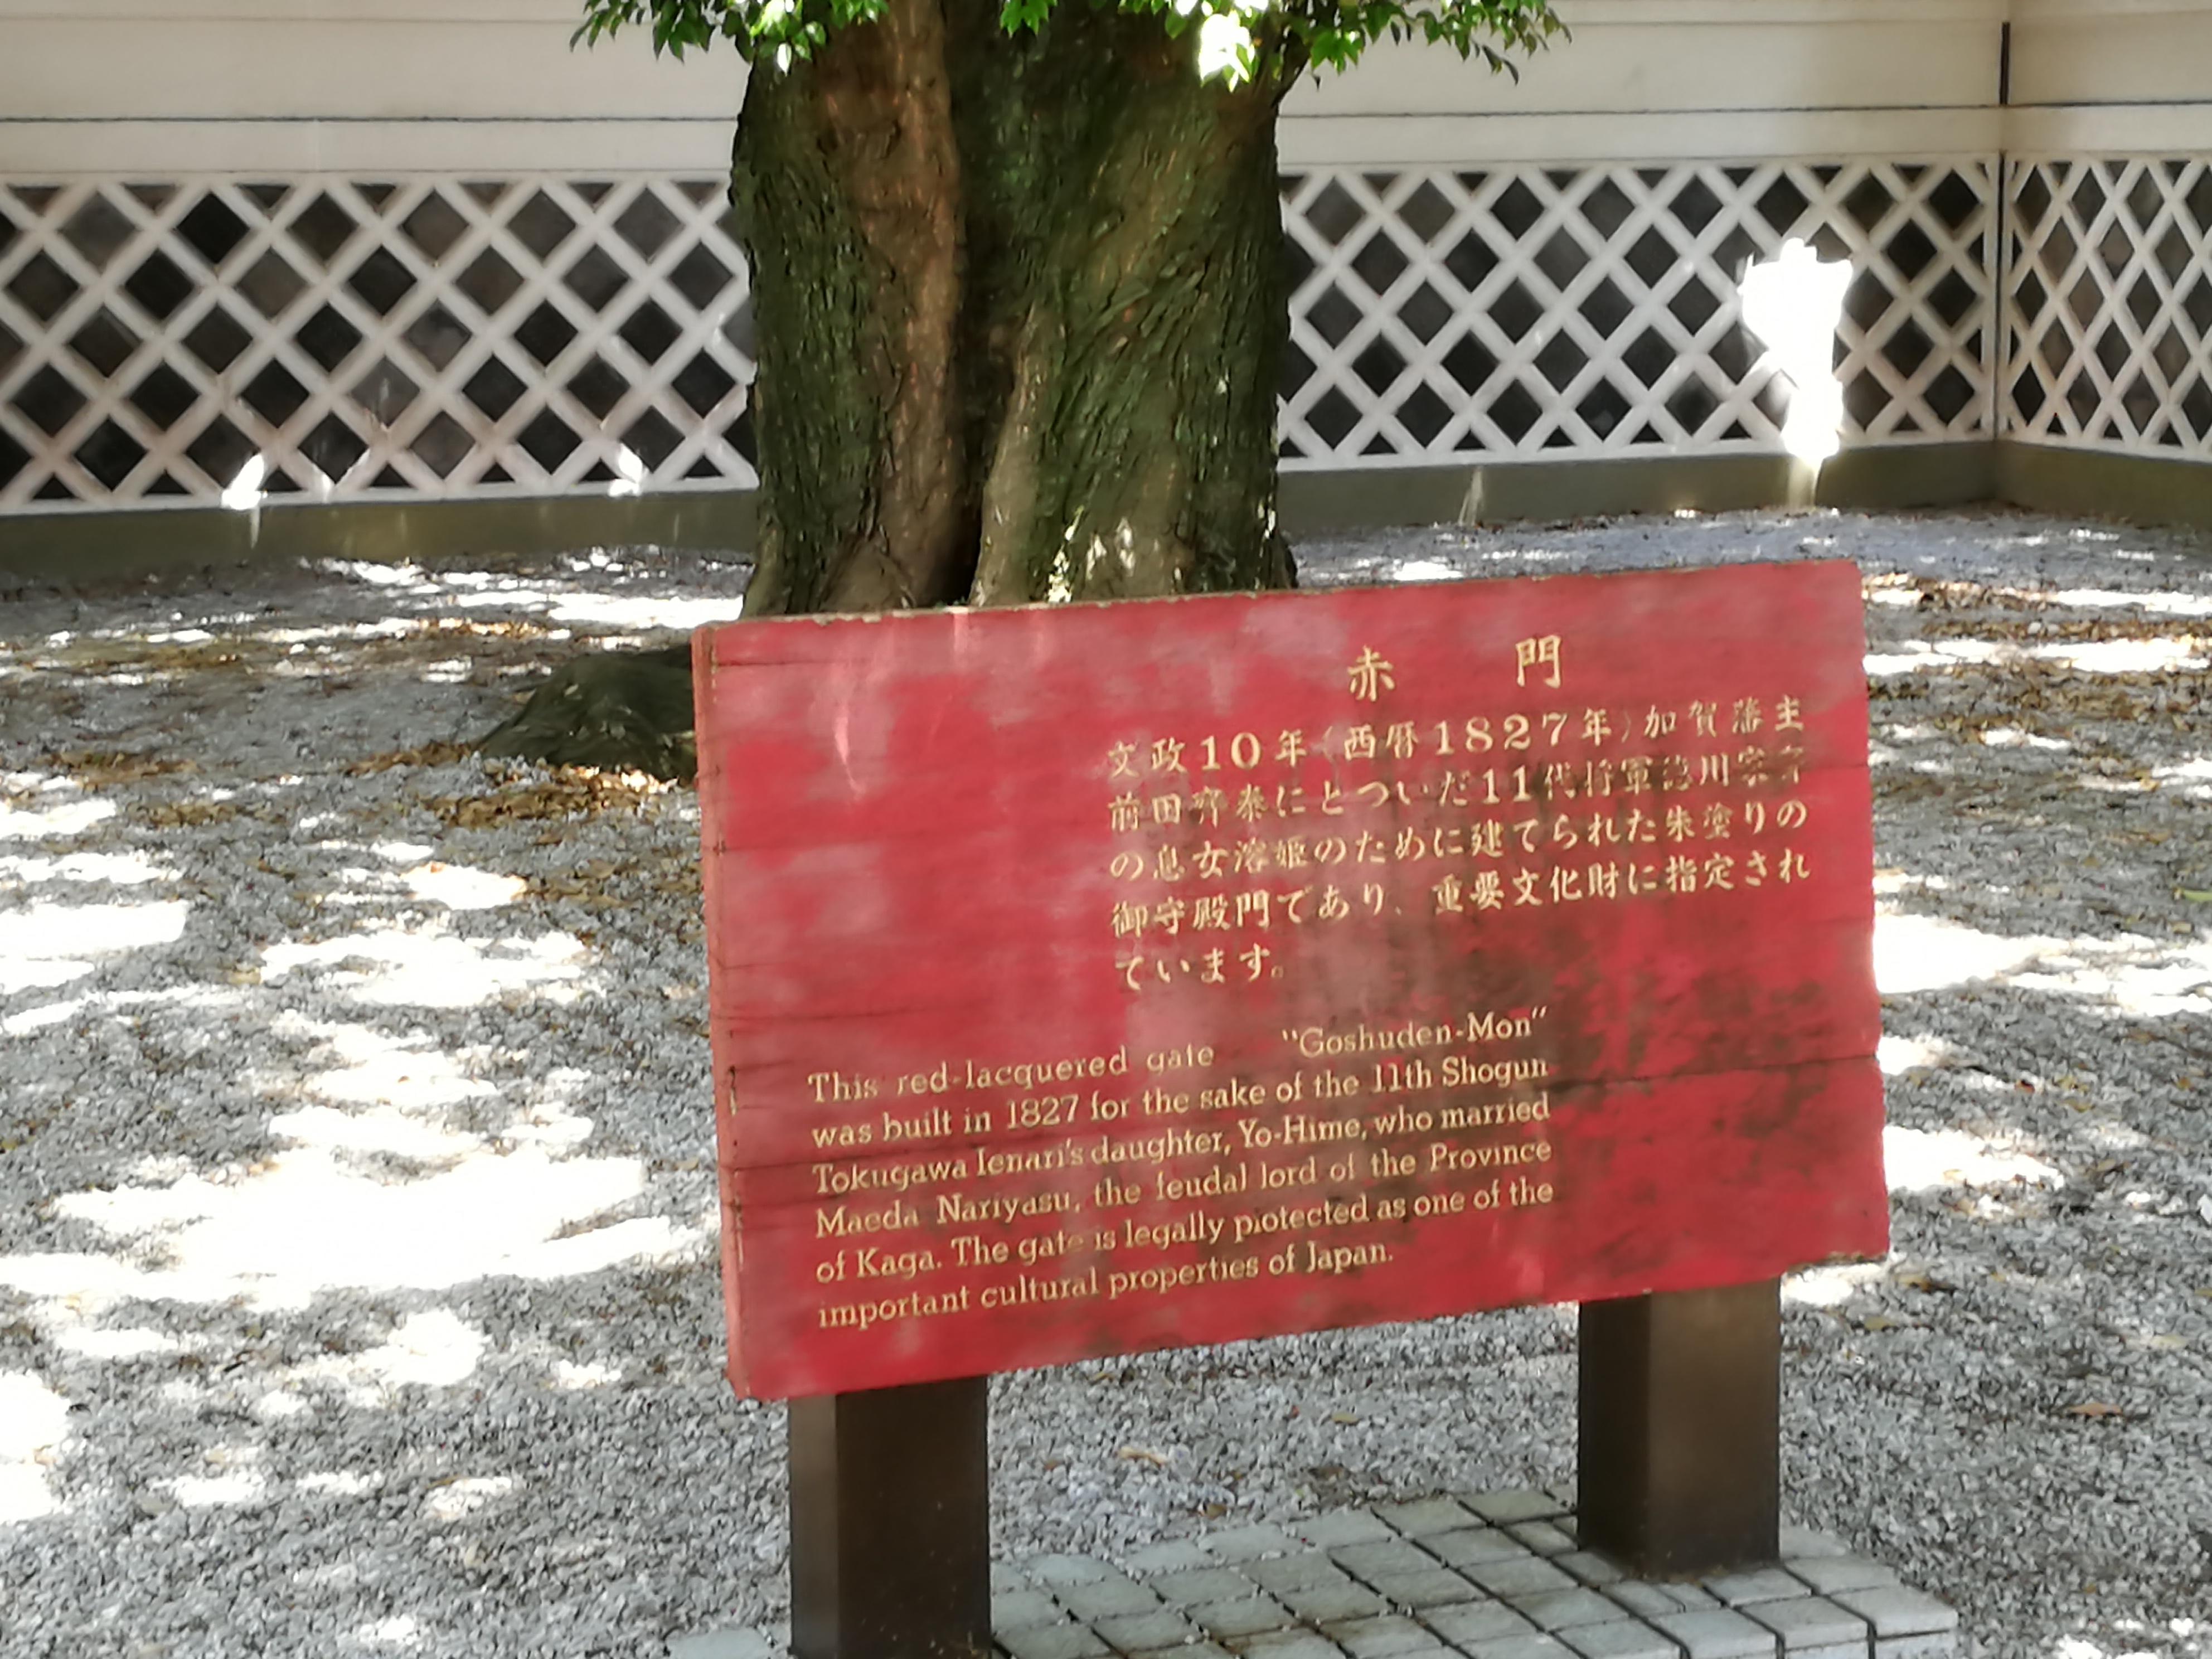 赤 門
文政10年(西暦1827年)加賀藩主
前田齊泰にとついだ11代将軍徳川家斉
の息女溶姫のために建てられた朱塗りの
御守殿門であり、重要文化財に指定され
ています。
This red-lacquered gate "Goshuden-Mon"
was built in 1827 for the sake of the 11th Shogun
Tokugawa Ienari's daughter, Yo-Hime, who married
Maeda Nariyasu, the feudal lord of the Province
of Kaga. The gate is legally protected as one of the
important cultural properties of Japan.